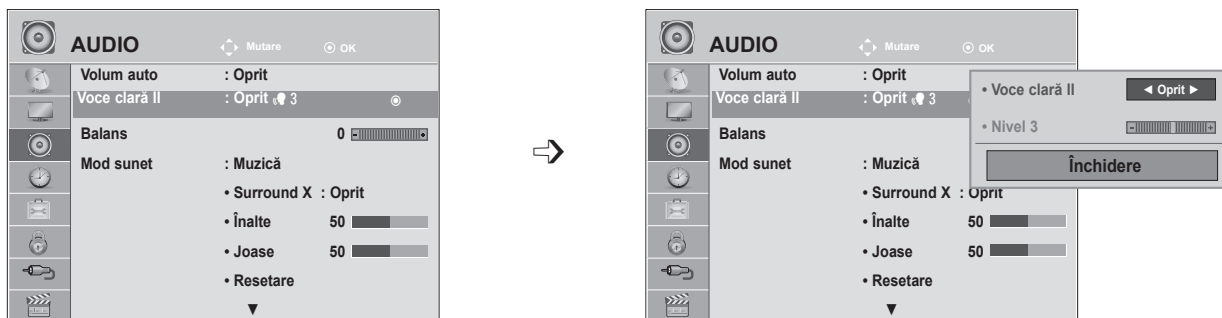 AUDIO Mutare OK
Volum auto : Oprit
Voce clară II : Oprit 3
Balans 0
Mod sunet : Muzică
• Surround X : Oprit
• Înalte 50
• Joase 50
• Resetare
AUDIO Mutare OK
Volum auto : Oprit
Voce clară II : Oprit 3
Balans
Mod sunet : Muzică
• Surround X : Oprit
• Înalte 50
• Joase 50
• Resetare
• Voce clară II ◄ Oprit ►
• Nivel 3
Închidere